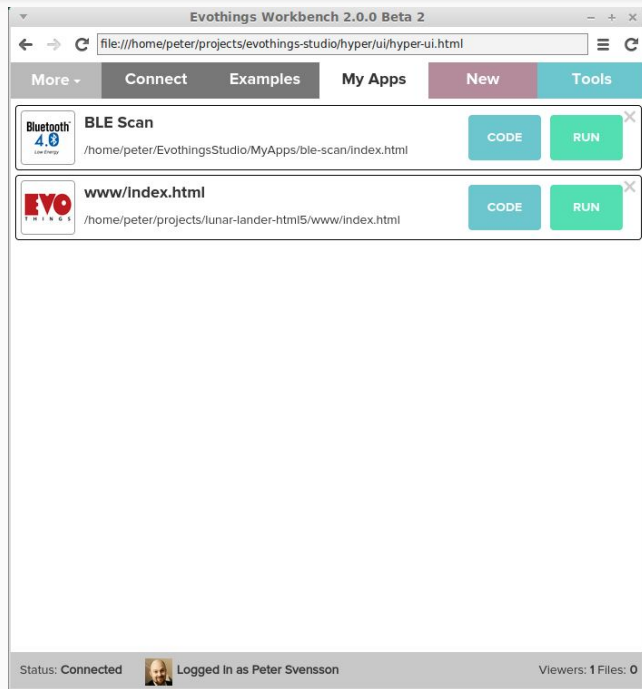 Evothings Workbench 2.0.0 Beta 2
file:///home/peter/projects/evothings-studio/hyper/ui/hyper-ui.html
More Connect Examples My Apps New Tools
Bluetooth
4.0
Low Energy
BLE Scan
/home/peter/EvothingsStudio/MyApps/ble-scan/index.html
CODE RUN
EVO
THINGS
www/index.html
/home/peter/projects/lunar-lander-html5/www/index.html
CODE RUN
Status: Connected Logged In as Peter Svensson Viewers: 1 Files: 0